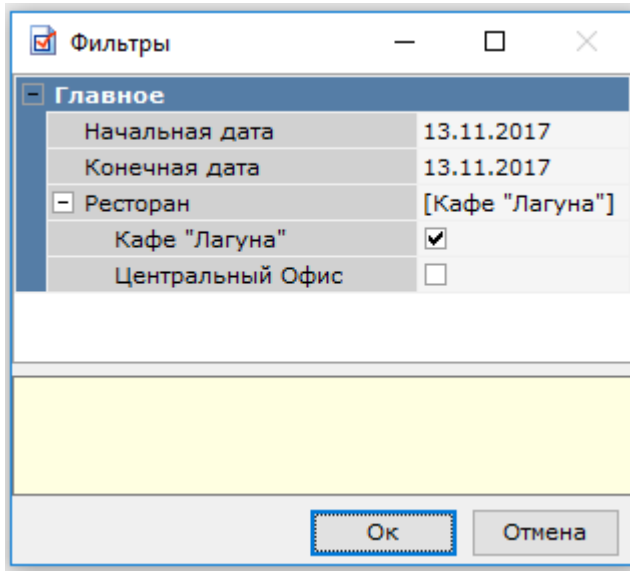 Фильтры
Главное
Начальная дата 13.11.2017
Конечная дата 13.11.2017
Ресторан [Кафе "Лагуна"]
Кафе "Лагуна"
Центральный Офис
Ок Отмена